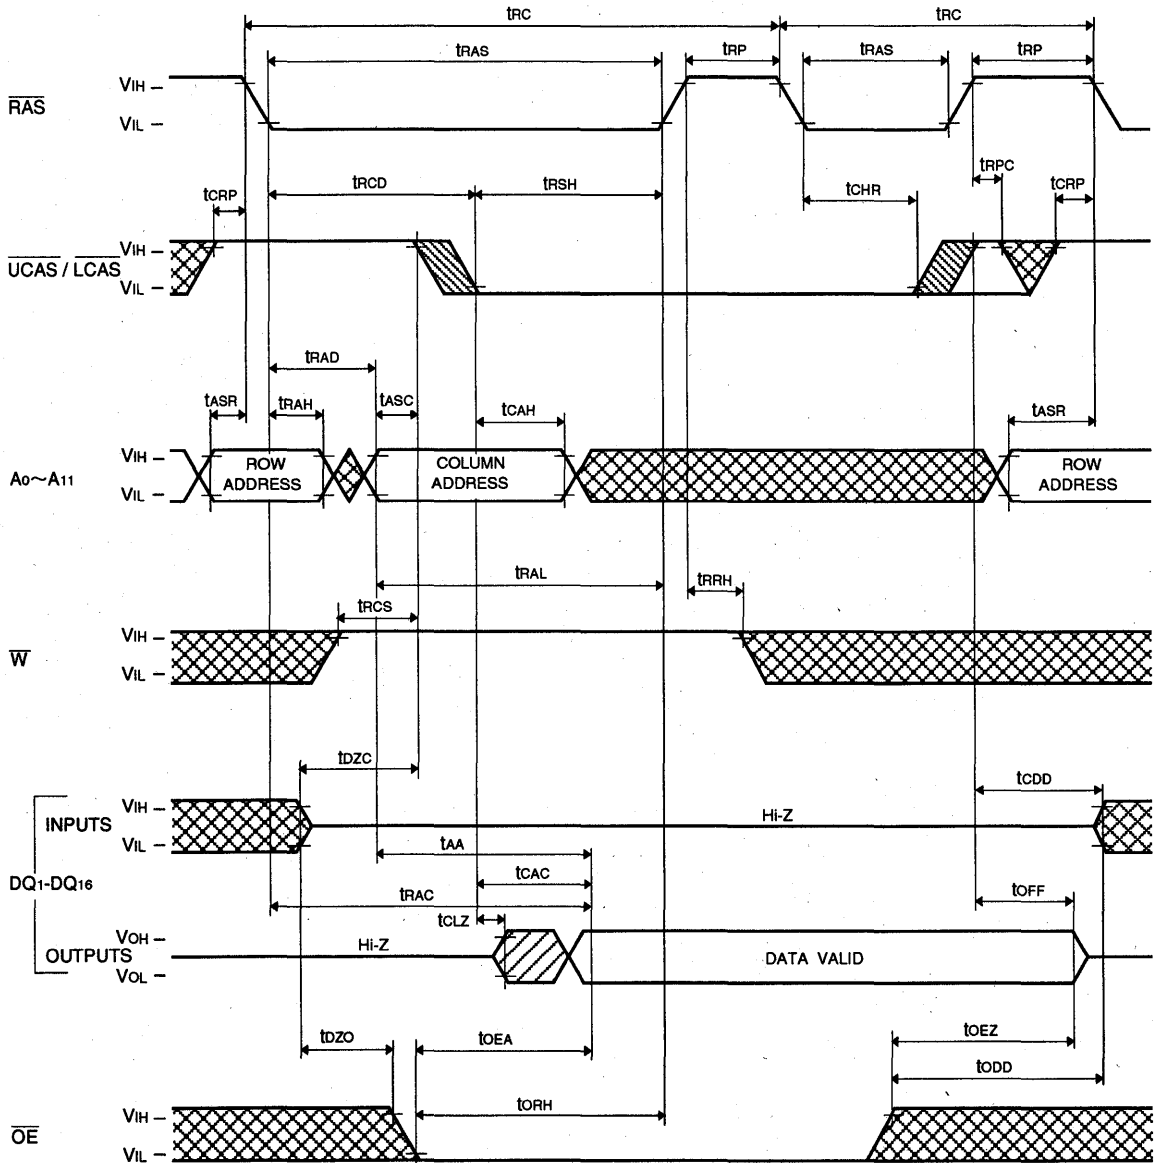 tRC tRC
tRAS tRP tRAS tRP
VIH
RAS
VIL
tRPC
tRCD tRSH
tCRP tCHR tCRP
VIH
UCAS / LCAS
VIL
tRAD
tASR tRAH tASC tCAH tASR
VIH
ROW COLUMN ROW
A0~A11
ADDRESS ADDRESS ADDRESS
VIL
tRAL
tRRH
tRCS
VIH
W
VIL
tDZC
tCDD
VIH
Hi-Z
INPUTS
VIL
tAA
tCAC
DQ1-DQ16
tRAC tOFF
tCLZ
VOH
Hi-Z
OUTPUTS DATA VALID
VOL
tDZO tOEA tOEZ
tODD
tORH
VIH
OE
VIL